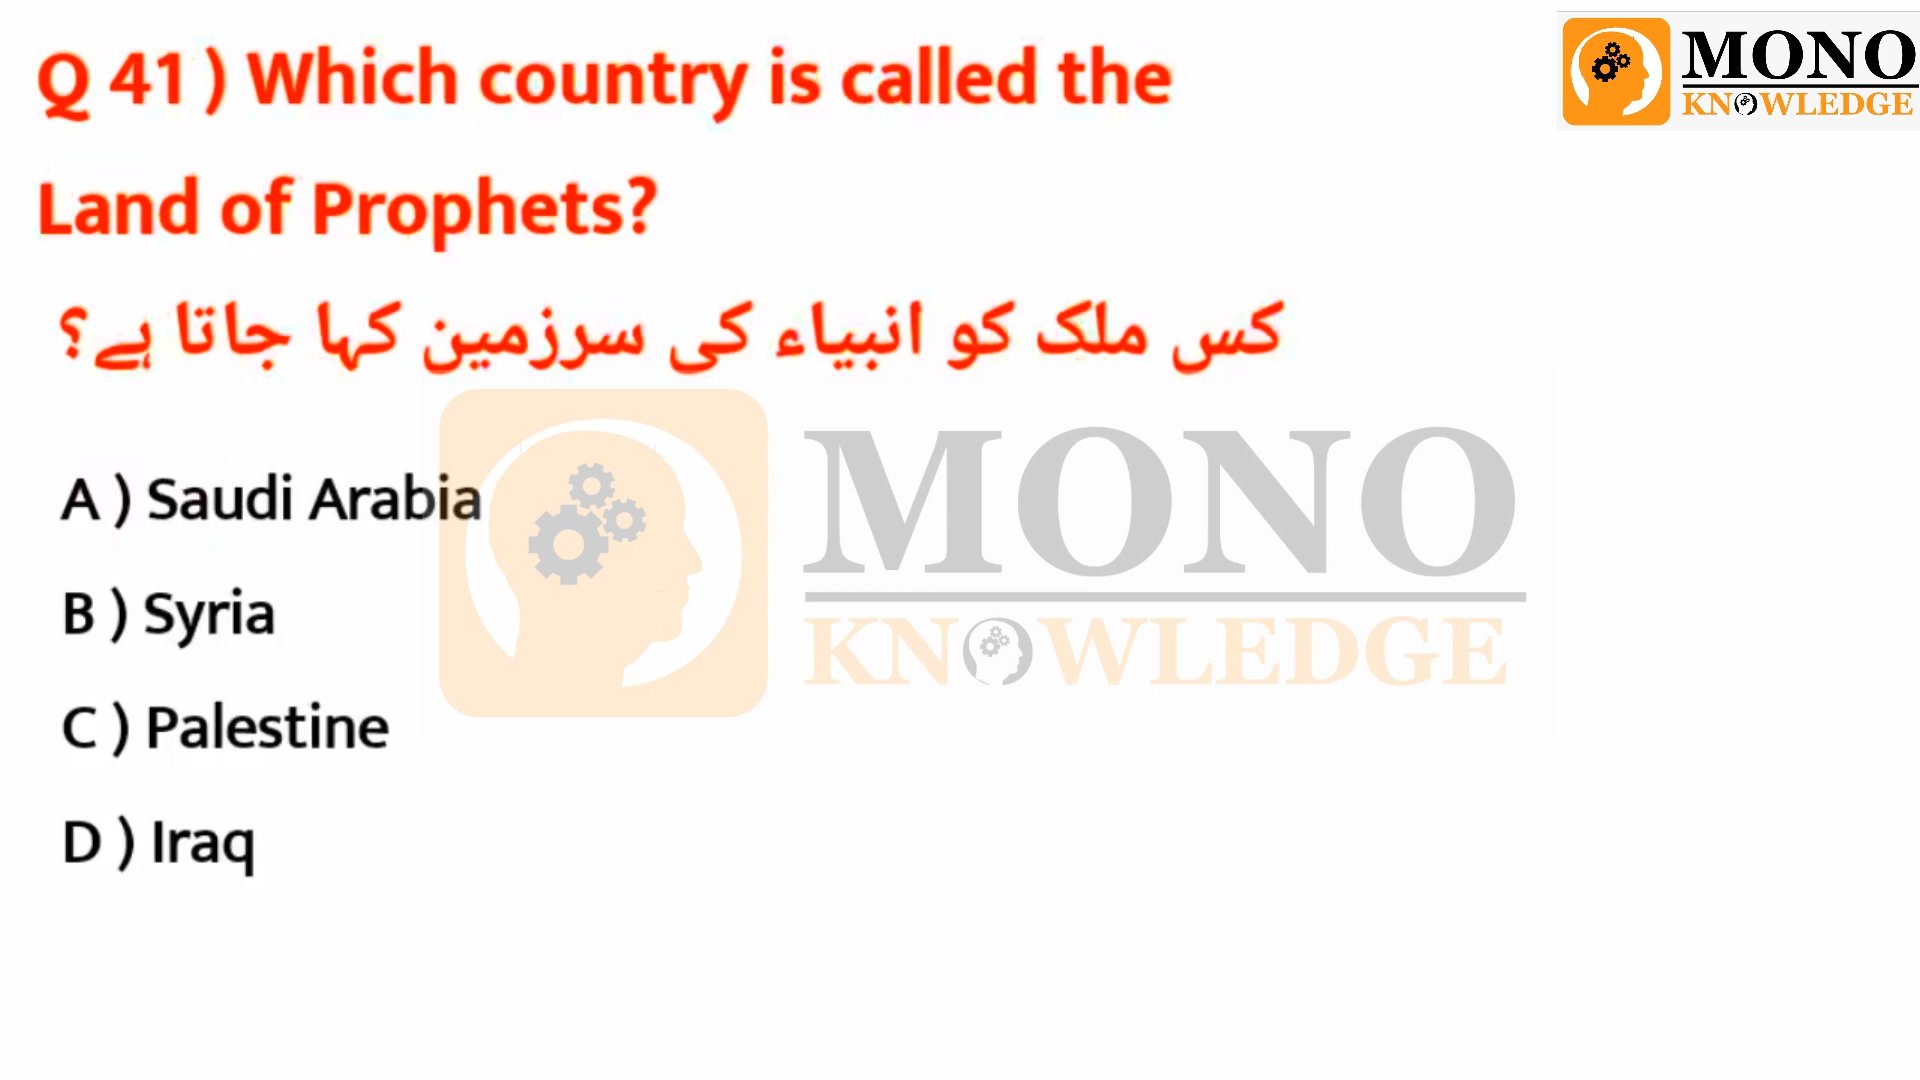 Q 41 ) Which country is called the
Land of Prophets?
کس ملک کو انبیاء کی سرزمین کہا جاتا ہے؟
A ) Saudi Arabia
B ) Syria
C ) Palestine
D ) Iraq
MONO
KNOWLEDGE
MONO
KNOWLEDGE